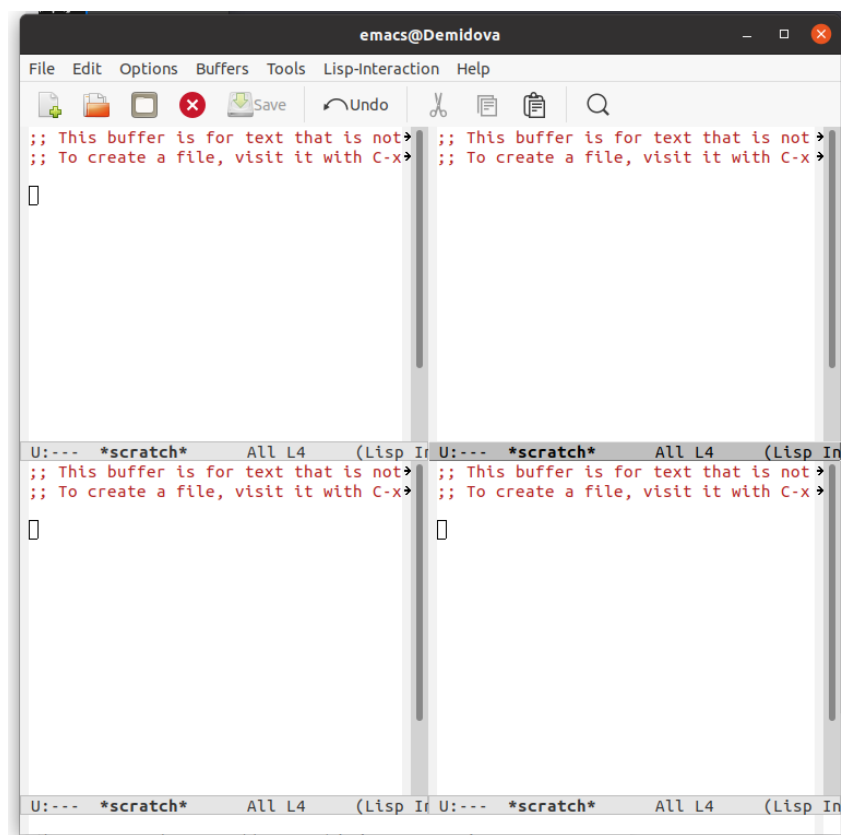 emacs@Demidova
File Edit Options Buffers Tools Lisp-Interaction Help
Save Undo
;; This buffer is for text that is not
;; To create a file, visit it with C-x
;; This buffer is for text that is not
;; To create a file, visit it with C-x
U:--- *scratch* All L4 (Lisp In
U:--- *scratch* All L4 (Lisp In
;; This buffer is for text that is not
;; To create a file, visit it with C-x
;; This buffer is for text that is not
;; To create a file, visit it with C-x
U:--- *scratch* All L4 (Lisp In
U:--- *scratch* All L4 (Lisp In